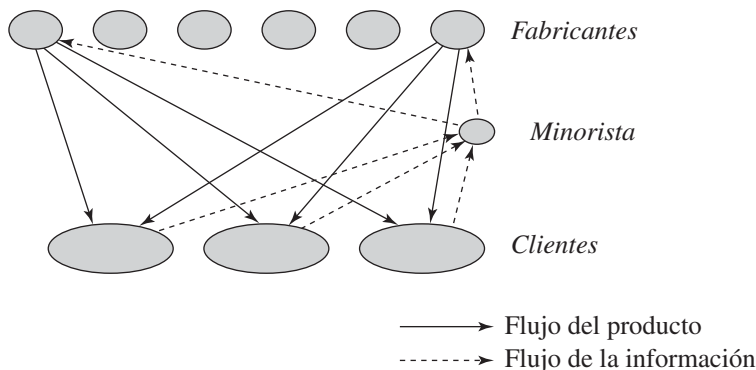 Fabricantes
Minorista
Clientes
Flujo del producto
Flujo de la información